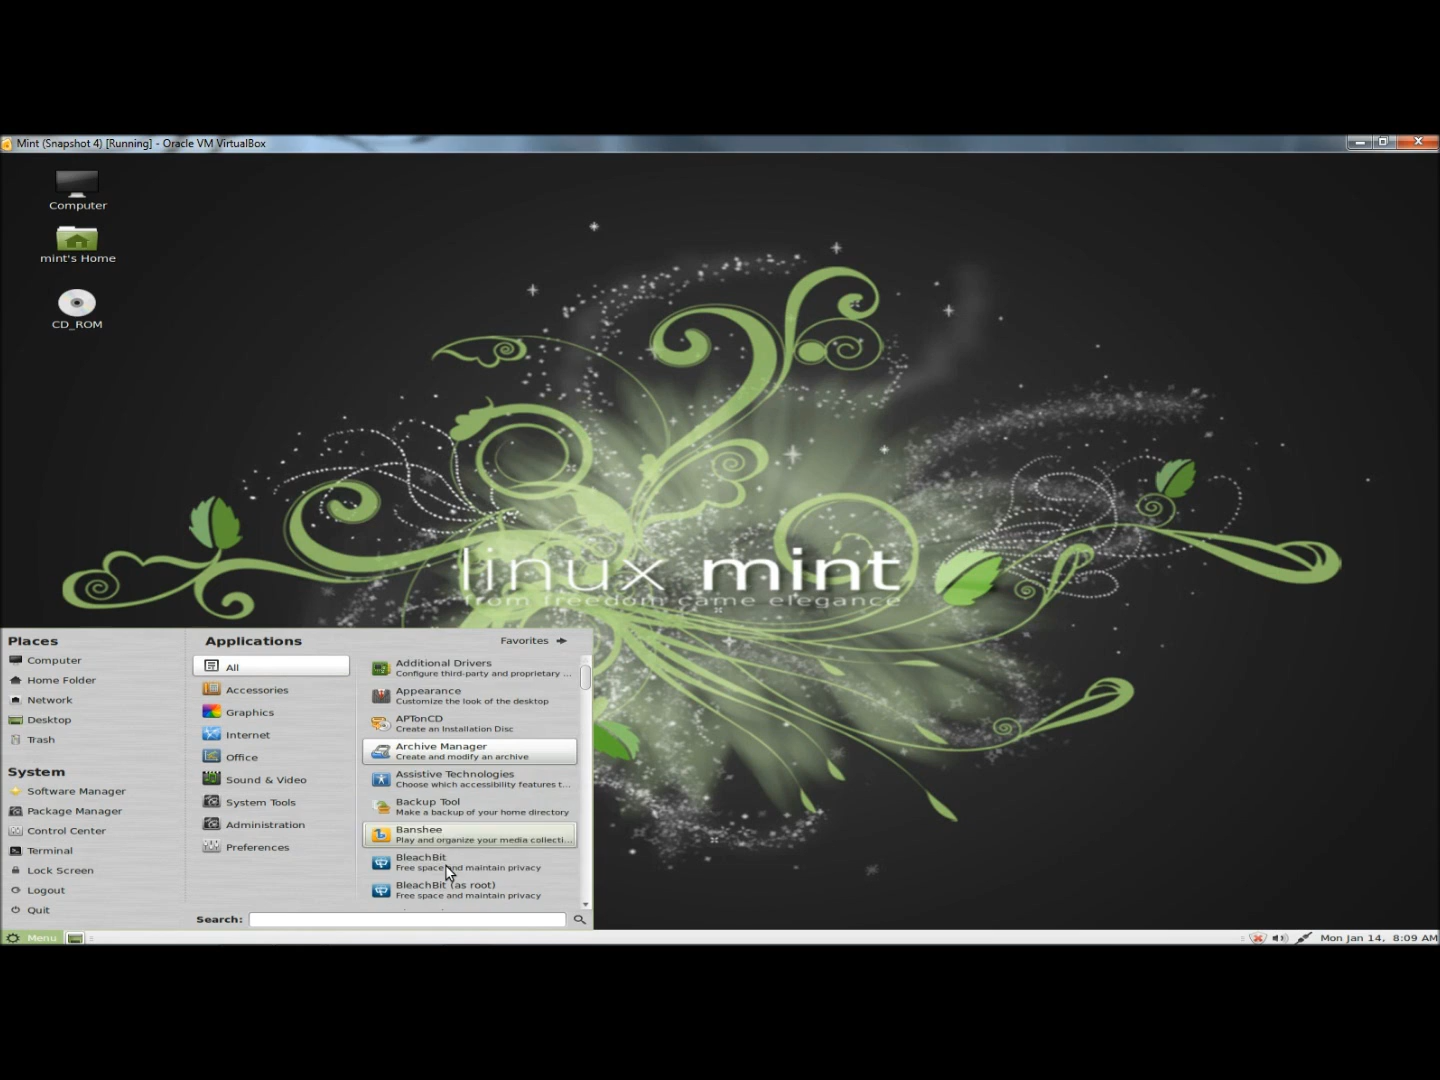 Mint (Snapshot 4) [Running] - Oracle VM VirtualBox
Computer
mint's Home
CD_ROM
linux mint
from freedom came elegance
Places
Computer
Home Folder
Network
Desktop
Trash
System
Software Manager
Package Manager
Control Center
Terminal
Lock Screen
Logout
Quit
Applications
Favorites
All
Accessories
Graphics
Internet
Office
Sound & Video
System Tools
Administration
Preferences
Additional Drivers
Configure third-party and proprietary ...
Appearance
Customize the look of the desktop
APTonCD
Create an Installation Disc
Archive Manager
Create and modify an archive
Assistive Technologies
Choose which accessibility features t...
Backup Tool
Make a backup of your home directory
Banshee
Play and organize your media collecti...
BleachBit
Free space and maintain privacy
BleachBit (as root)
Free space and maintain privacy
Search:
Menu
Mon Jan 14, 8:09 AM